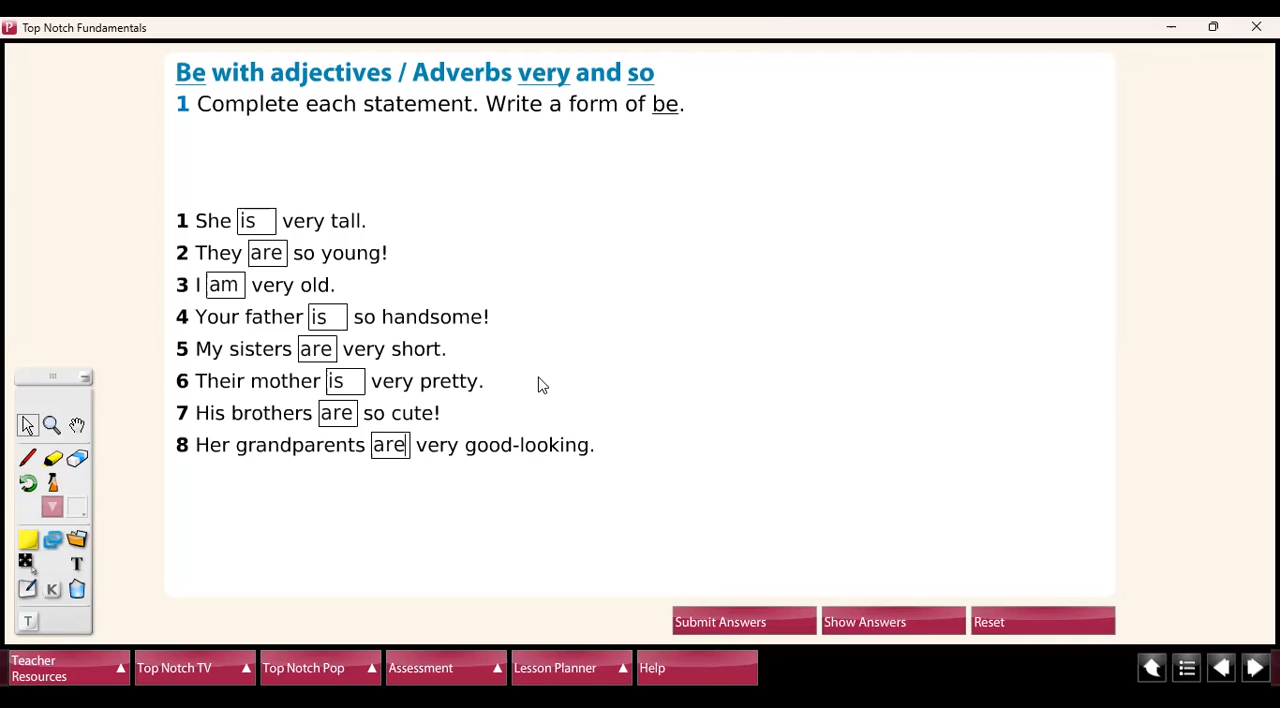 Top Notch Fundamentals
Be with adjectives / Adverbs very and so
1 Complete each statement. Write a form of be.
1 She is very tall.
2 They are so young!
3 I am very old.
4 Your father is so handsome!
5 My sisters are very short.
6 Their mother is very pretty.
7 His brothers are so cute!
8 Her grandparents are very good-looking.
T
K
T
Submit Answers
Show Answers
Reset
Teacher
Resources
Top Notch TV
Top Notch Pop
Assessment
Lesson Planner
Help